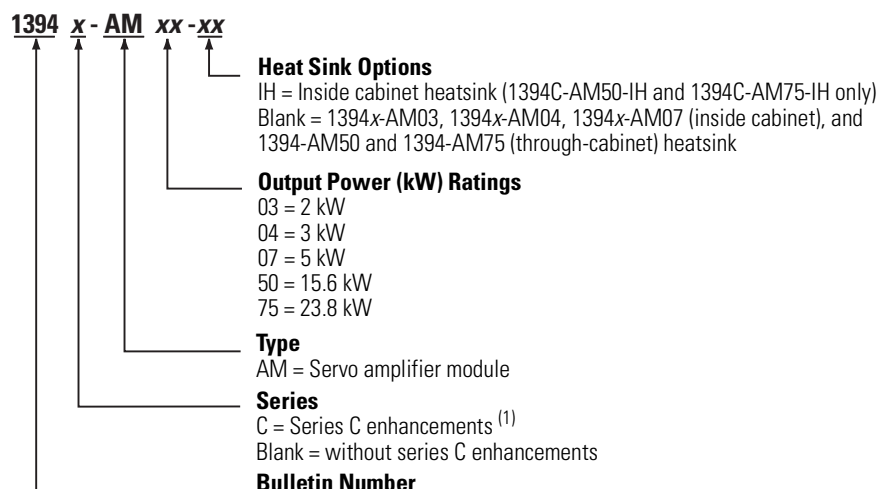 1394 x - AM xx - xx
Heat Sink Options
IH = Inside cabinet heatsink (1394C-AM50-IH and 1394C-AM75-IH only)
Blank = 1394x-AM03, 1394x-AM04, 1394x-AM07 (inside cabinet), and
1394-AM50 and 1394-AM75 (through-cabinet) heatsink
Output Power (kW) Ratings
03 = 2 kW
04 = 3 kW
07 = 5 kW
50 = 15.6 kW
75 = 23.8 kW
Type
AM = Servo amplifier module
Series
C = Series C enhancements (1)
Blank = without series C enhancements
Bulletin Number